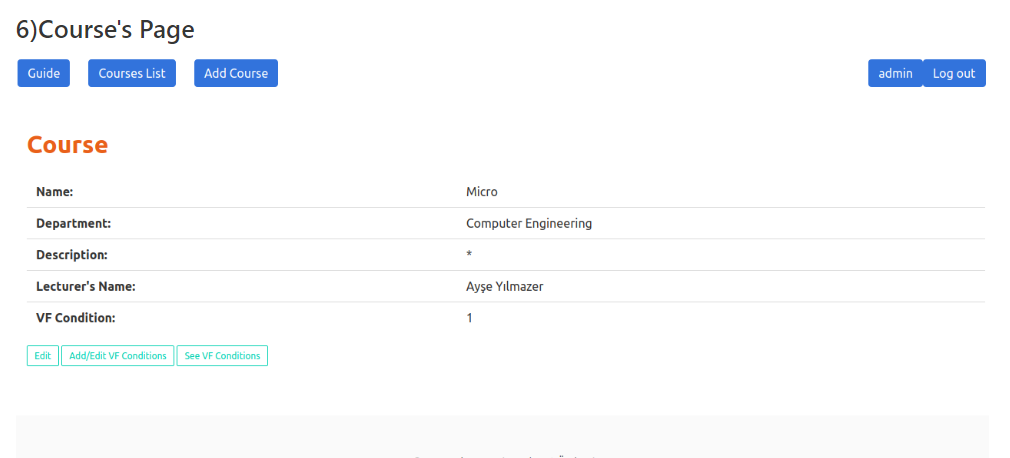 6)Course's Page
Guide Courses List Add Course admin Log out
Course
Name: Micro
Department: Computer Engineering
Description: *
Lecturer's Name: Ayşe Yılmazer
VF Condition: 1
Edit Add/Edit VF Conditions See VF Conditions